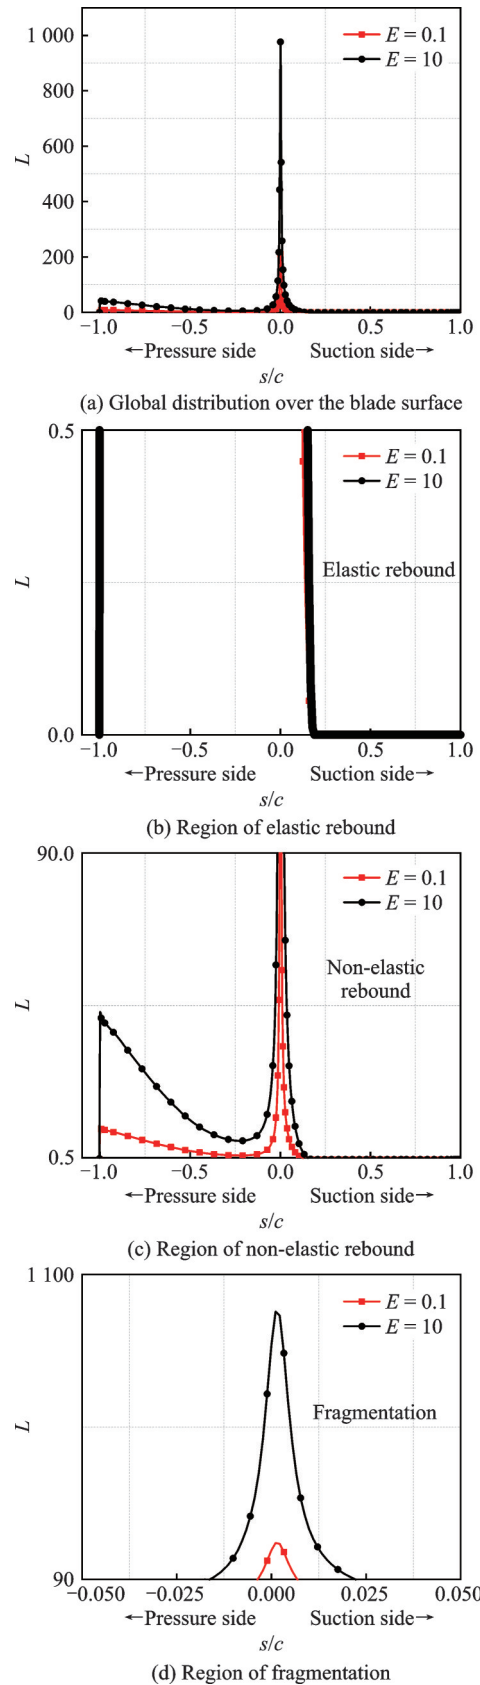 1 000
800
600
400
200
0
L
E = 0.1
E = 10
−1.0 −0.5 0.0 0.5 1.0
←Pressure side Suction side→
s/c
(a) Global distribution over the blade surface
0.5
0.0
L
E = 0.1
E = 10
Elastic rebound
−1.0 −0.5 0.0 0.5 1.0
←Pressure side Suction side→
s/c
(b) Region of elastic rebound
90.0
0.5
L
E = 0.1
E = 10
Non-elastic
rebound
−1.0 −0.5 0.0 0.5 1.0
←Pressure side Suction side→
s/c
(c) Region of non-elastic rebound
1 100
90
L
E = 0.1
E = 10
Fragmentation
−0.050 −0.025 0.000 0.025 0.050
←Pressure side Suction side→
s/c
(d) Region of fragmentation